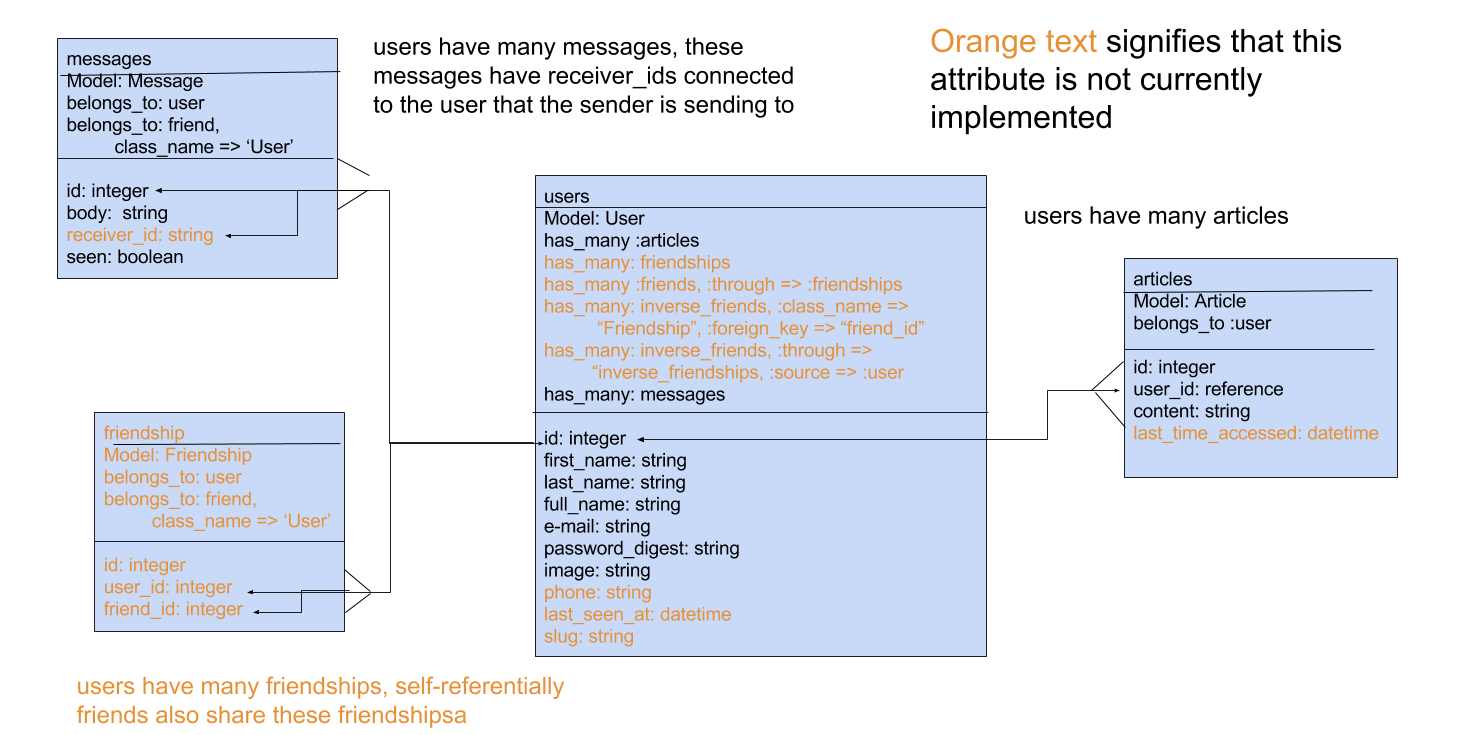 messages
Model: Message
belongs_to: user
belongs_to: friend,
class_name => ‘User’
id: integer
body:  string
receiver_id: string
seen: boolean
users have many messages, these
messages have receiver_ids connected
to the user that the sender is sending to
Orange text signifies that this
attribute is not currently
implemented
users
Model: User
has_many :articles
has_many: friendships
has_many :friends, :through => :friendships
has_many: inverse_friends, :class_name =>
“Friendship”, :foreign_key => “friend_id”
has_many: inverse_friends, :through =>
“inverse_friendships, :source => :user
has_many: messages
id: integer
first_name: string
last_name: string
full_name: string
e-mail: string
password_digest: string
image: string
phone: string
last_seen_at: datetime
slug: string
users have many articles
articles
Model: Article
belongs_to :user
id: integer
user_id: reference
content: string
last_time_accessed: datetime
friendship
Model: Friendship
belongs_to: user
belongs_to: friend,
class_name => ‘User’
id: integer
user_id: integer
friend_id: integer
users have many friendships, self-referentially
friends also share these friendshipsa